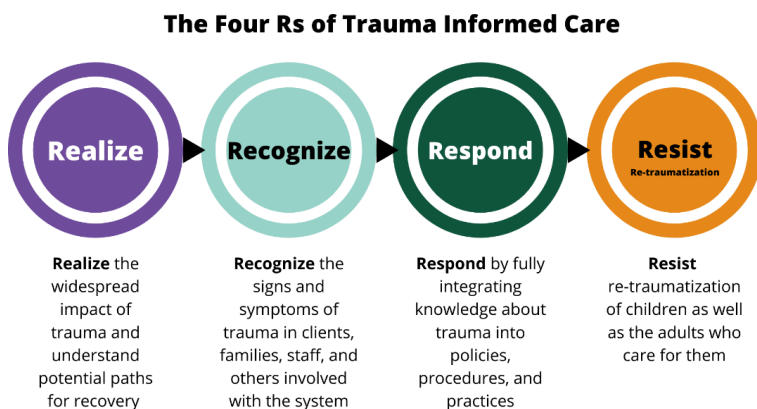 The Four Rs of Trauma Informed Care
Realize
Recognize
Respond
Resist
Re-traumatization
Realize the
widespread
impact of
trauma and
understand
potential paths
for recovery
Recognize the
signs and
symptoms of
trauma in clients,
families, staff, and
others involved
with the system
Respond by fully
integrating
knowledge about
trauma into
policies,
procedures, and
practices
Resist
re-traumatization
of children as well
as the adults who
care for them